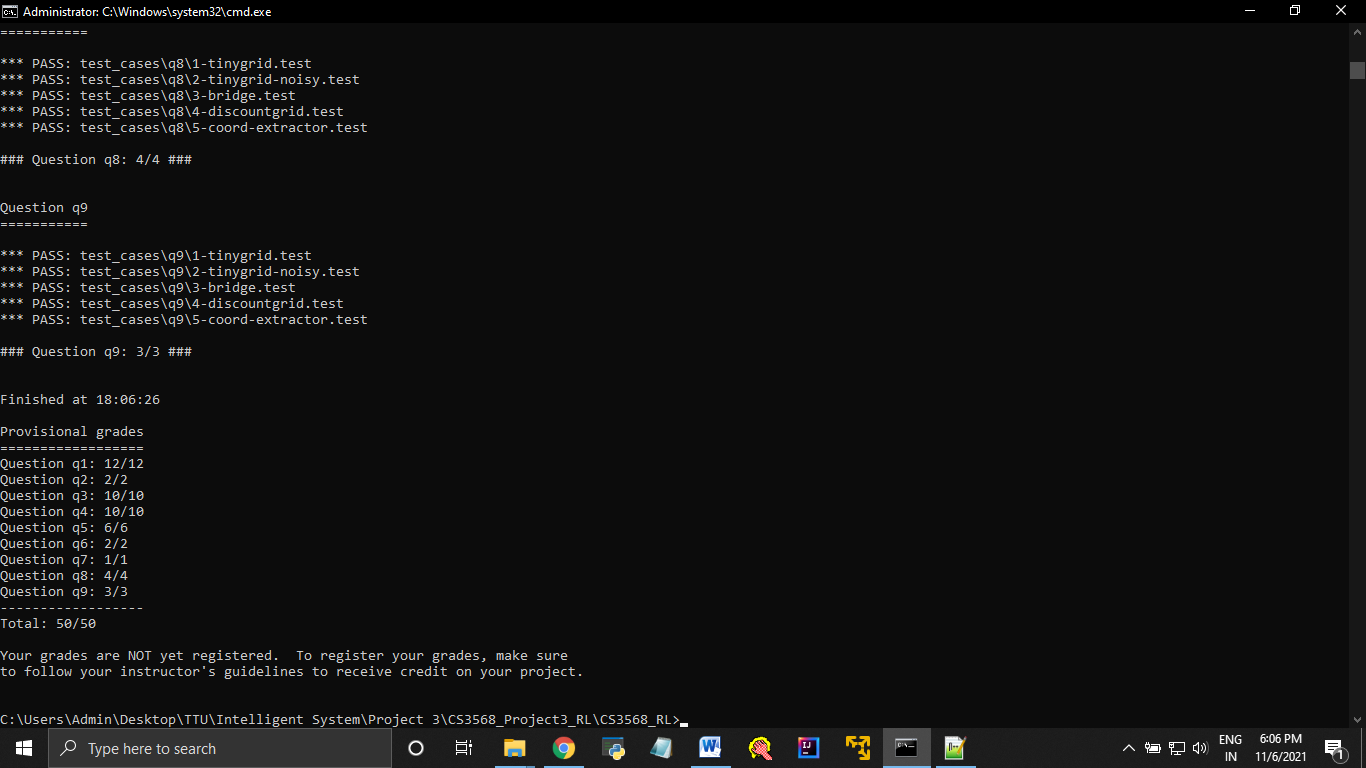 Administrator: C:\Windows\system32\cmd.exe
===========
*** PASS: test_cases\q8\1-tinygrid.test
*** PASS: test_cases\q8\2-tinygrid-noisy.test
*** PASS: test_cases\q8\3-bridge.test
*** PASS: test_cases\q8\4-discountgrid.test
*** PASS: test_cases\q8\5-coord-extractor.test
### Question q8: 4/4 ###
Question q9
===========
*** PASS: test_cases\q9\1-tinygrid.test
*** PASS: test_cases\q9\2-tinygrid-noisy.test
*** PASS: test_cases\q9\3-bridge.test
*** PASS: test_cases\q9\4-discountgrid.test
*** PASS: test_cases\q9\5-coord-extractor.test
### Question q9: 3/3 ###
Finished at 18:06:26
Provisional grades
==================
Question q1: 12/12
Question q2: 2/2
Question q3: 10/10
Question q4: 10/10
Question q5: 6/6
Question q6: 2/2
Question q7: 1/1
Question q8: 4/4
Question q9: 3/3
------------------
Total: 50/50
Your grades are NOT yet registered.  To register your grades, make sure
to follow your instructor's guidelines to receive credit on your project.
C:\Users\Admin\Desktop\TTU\Intelligent System\Project 3\CS3568_Project3_RL\CS3568_RL>
Type here to search
ENG
IN
6:06 PM
11/6/2021
1